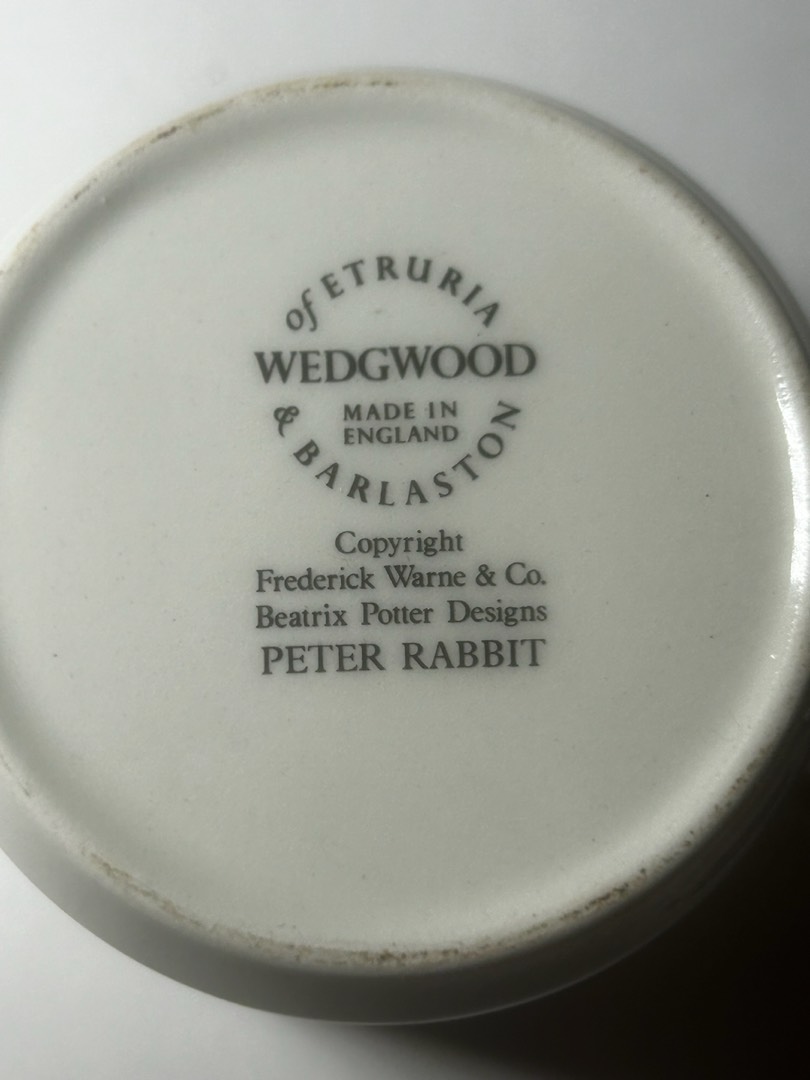 of ETRURIA
WEDGWOOD
MADE IN
ENGLAND
& BARLASTON
Copyright
Frederick Warne & Co.
Beatrix Potter Designs
PETER RABBIT